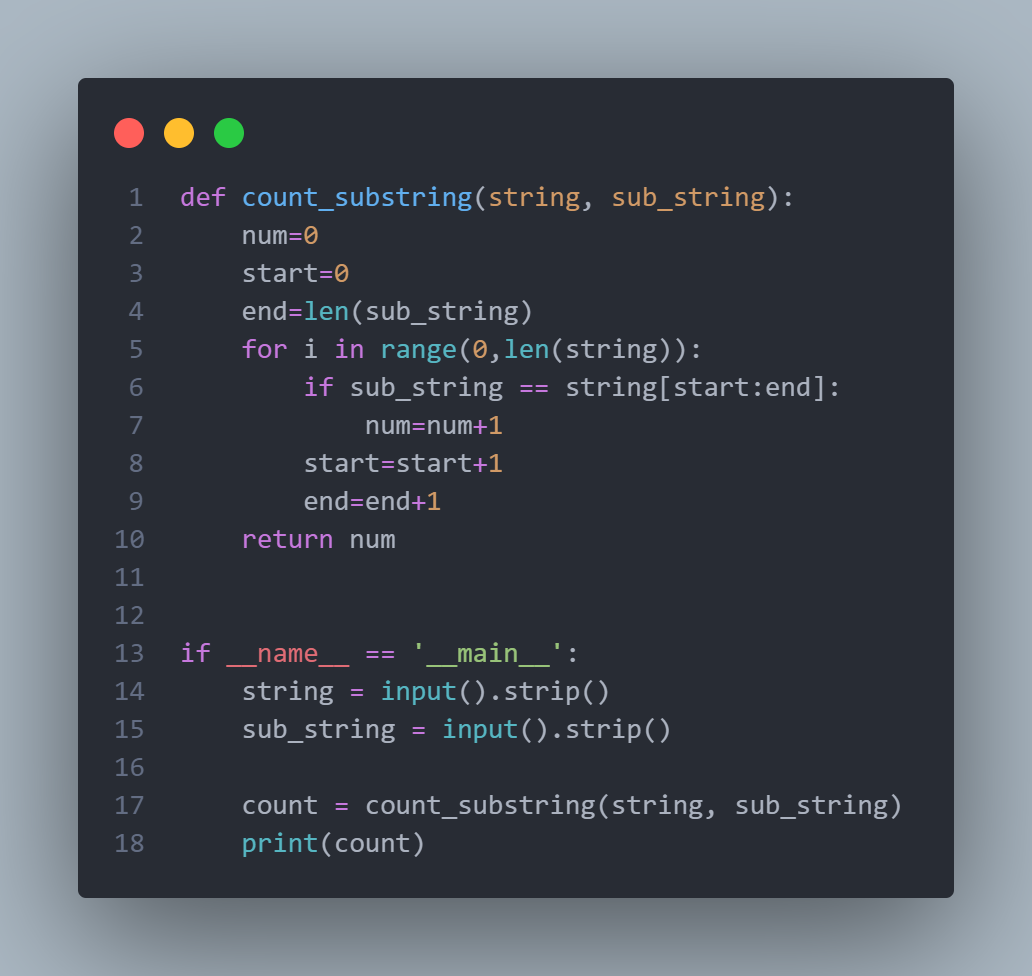 1 def count_substring(string, sub_string):
2     num=0
3     start=0
4     end=len(sub_string)
5     for i in range(0,len(string)):
6         if sub_string == string[start:end]:
7             num=num+1
8         start=start+1
9         end=end+1
10     return num
11
12
13 if __name__ == '__main__':
14     string = input().strip()
15     sub_string = input().strip()
16
17     count = count_substring(string, sub_string)
18     print(count)